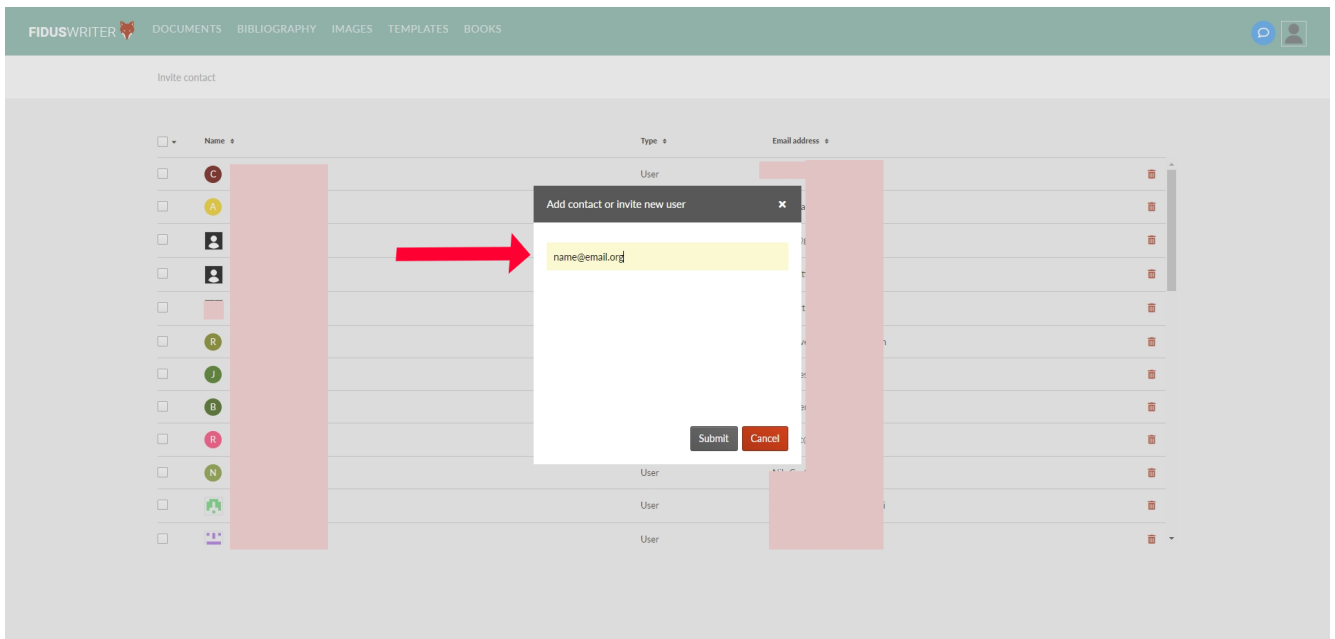 FIDUSWRITER DOCUMENTS BIBLIOGRAPHY IMAGES TEMPLATES BOOKS
Invite contact
Name Type Email address
C User
A
Add contact or invite new user
name@email.org
R
J
B
R
Submit Cancel
N User
User
User